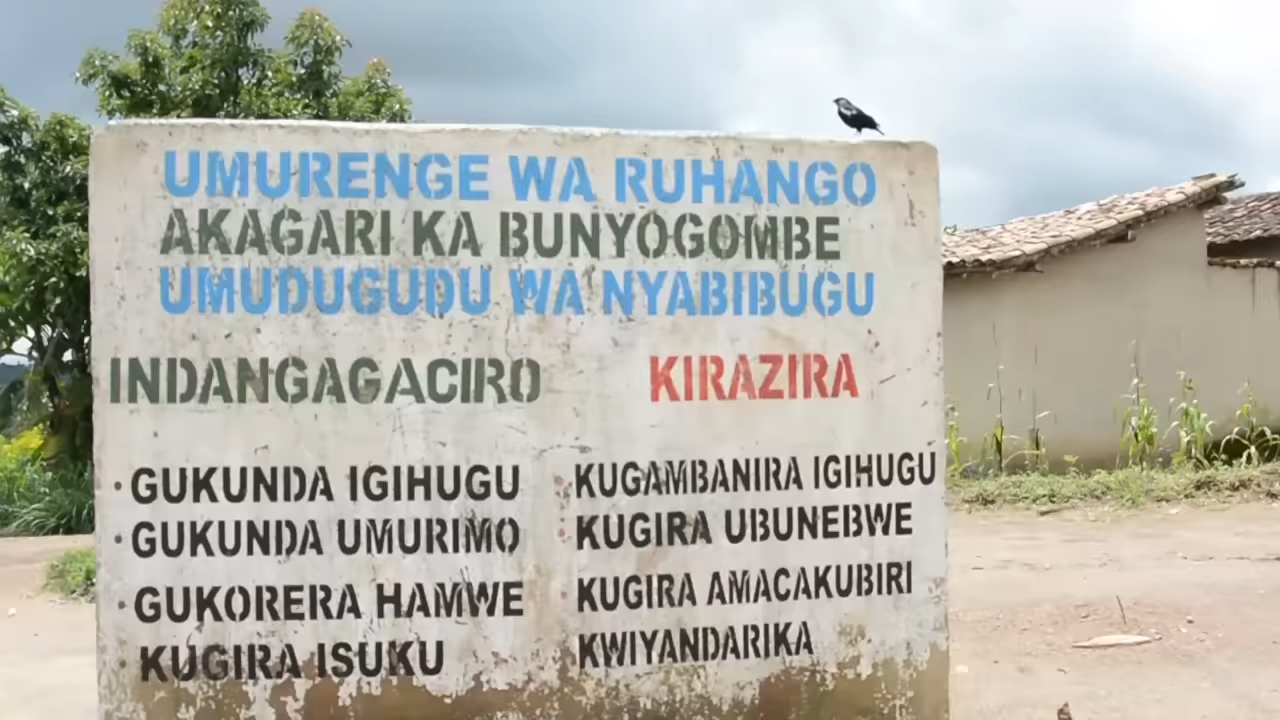 UMURENGE WA RUHANGO
AKAGARI KA BUNYOGOMBE
UMUDUGUDU WA NYABIBUGU
INDANGAGACIRO
· GUKUNDA IGIHUGU
· GUKUNDA UMURIMO
· GUKORERA HAMWE
· KUGIRA ISUKU
KIRAZIRA
· KUGAMBANIRA IGIHUGU
· KUGIRA UBUNEBWE
· KUGIRA AMACAKUBIRI
KWIYANDARIKA